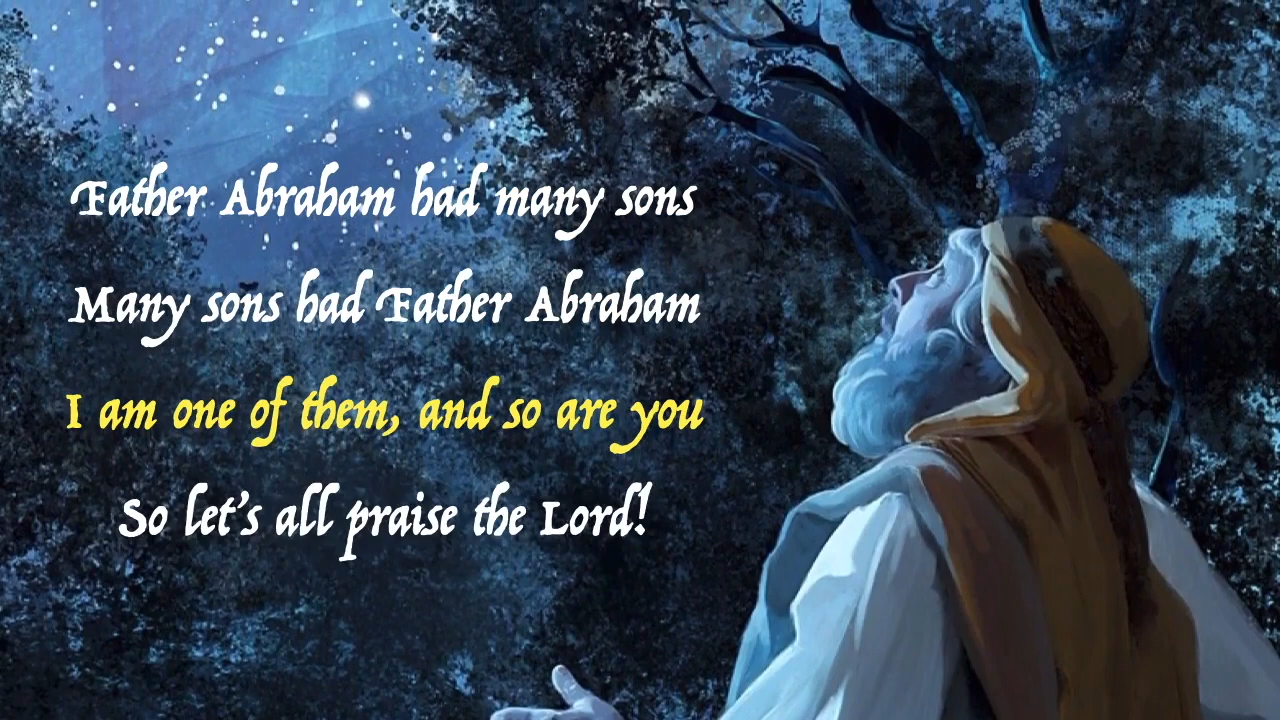 Father Abraham had many sons
Many sons had Father Abraham
I am one of them, and so are you
So let's all praise the Lord!